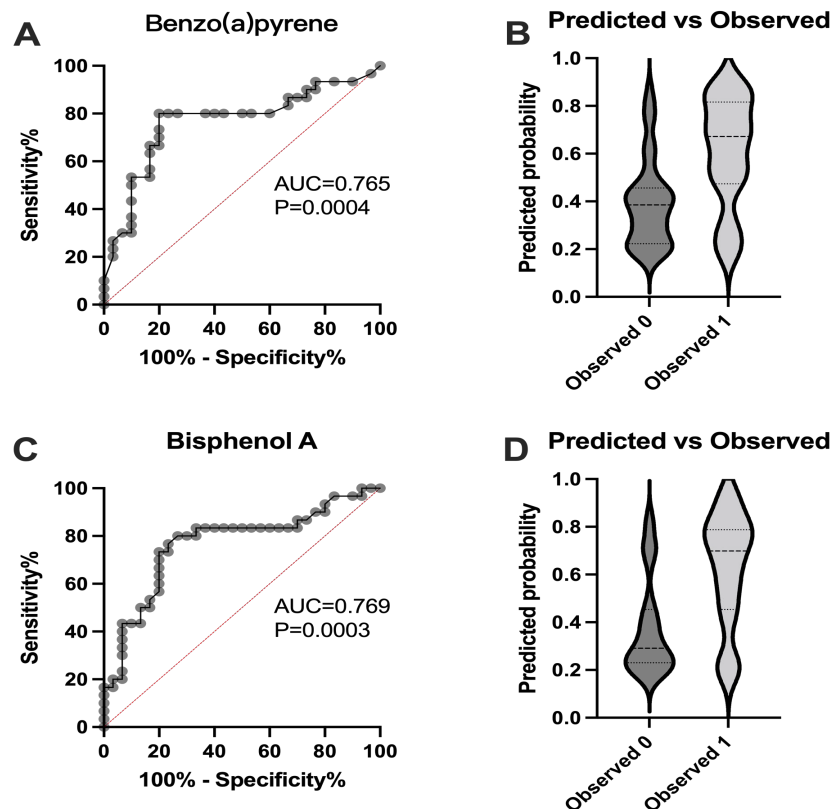 A
Benzo(a)pyrene
100
80
60
40
20
0
Sensitivity%
AUC=0.765
P=0.0004
0 20 40 60 80 100
100% - Specificity%
B
Predicted vs Observed
1.0
0.8
0.6
0.4
0.2
0.0
Predicted probability
Observed 0
Observed 1
C
Bisphenol A
100
80
60
40
20
0
Sensitivity%
AUC=0.769
P=0.0003
0 20 40 60 80 100
100% - Specificity%
D
Predicted vs Observed
1.0
0.8
0.6
0.4
0.2
0.0
Predicted probability
Observed 0
Observed 1